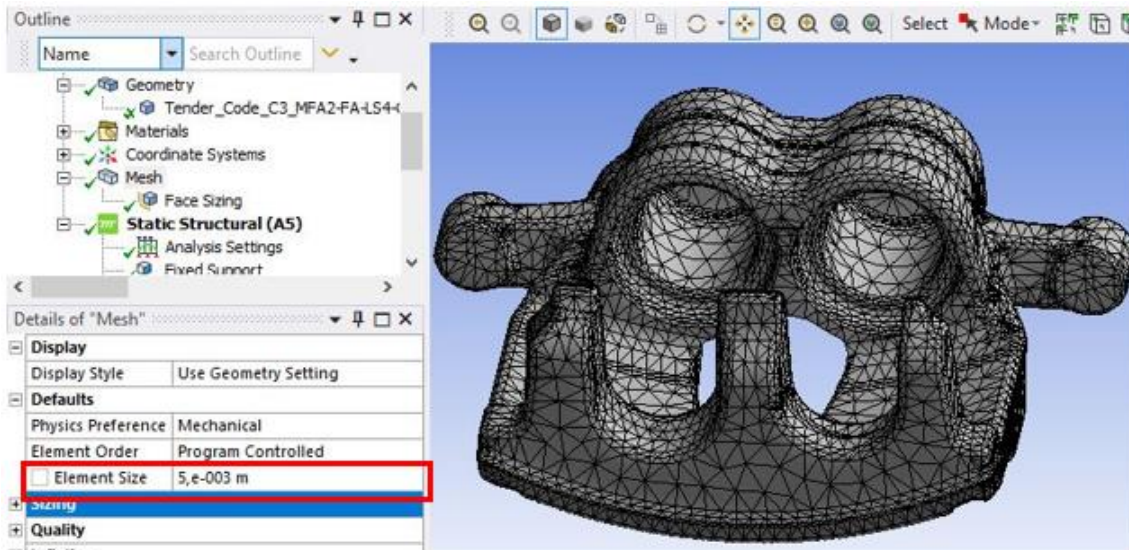 Outline
Select Mode
Name Search Outline
Geometry
Tender_Code_C3_MFA2-FA-LS4-
Materials
Coordinate Systems
Mesh
Face Sizing
Static Structural (A5)
Analysis Settings
Fixed Support
Details of "Mesh"
Display
Display Style Use Geometry Setting
Defaults
Physics Preference Mechanical
Element Order Program Controlled
Element Size 5,e-003 m
Sizing
Quality